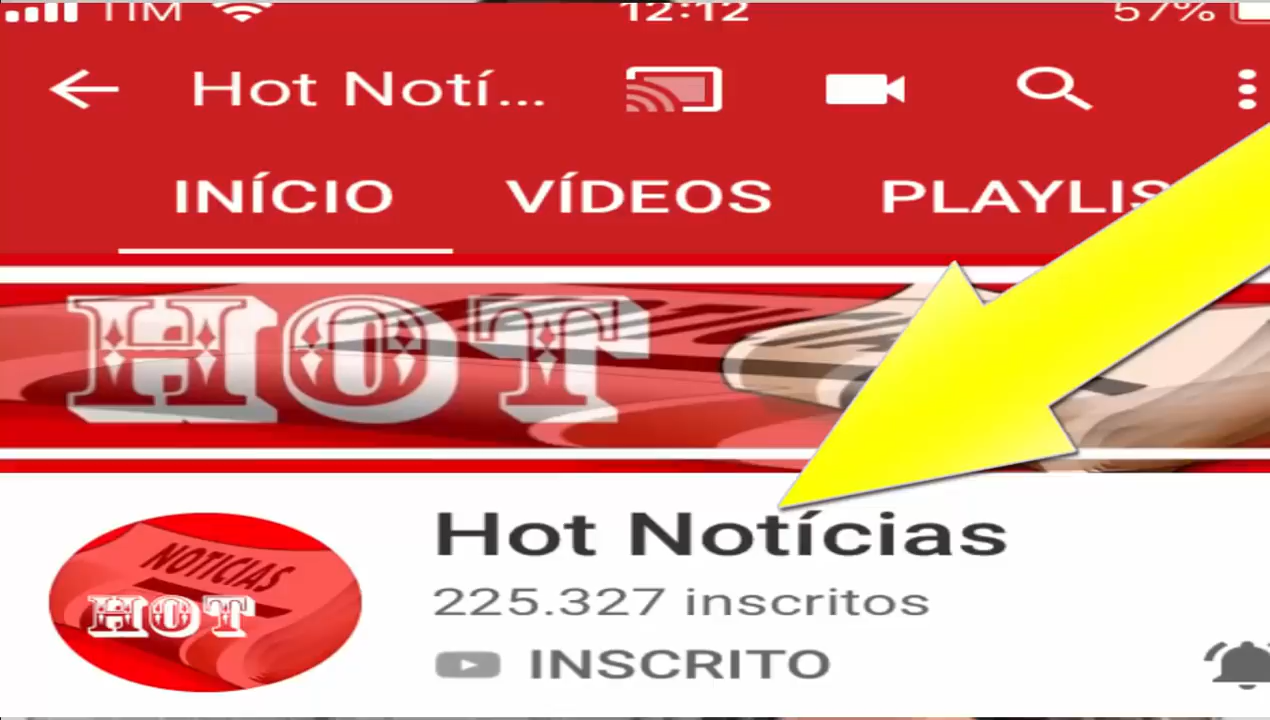 TIM 12:12 57%
Hot Notí...
INÍCIO VÍDEOS PLAYLIS
HOT
Hot Notícias
225.327 inscritos
INSCRITO
NOTICIAS
HOT